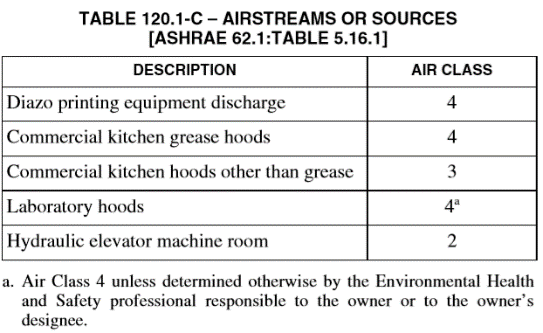 TABLE 120.1-C – AIRSTREAMS OR SOURCES
[ASHRAE 62.1:TABLE 5.16.1]
DESCRIPTION AIR CLASS
Diazo printing equipment discharge 4
Commercial kitchen grease hoods 4
Commercial kitchen hoods other than grease 3
Laboratory hoods 4ª
Hydraulic elevator machine room 2
a. Air Class 4 unless determined otherwise by the Environmental Health
and Safety professional responsible to the owner or to the owner's
designee.